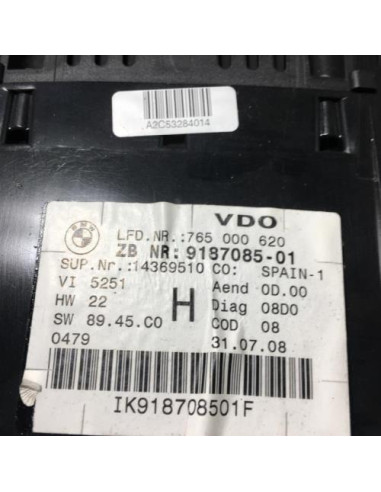 A2C53284014
BMW
VDO
LFD.NR.:765 000 620
ZB NR: 9187085-01
SUP.Nr.:14369510 CO: SPAIN-1
VI 5251 Aend 0D.00
HW 22 H Diag 08D0
SW 89.45.C0 COD 08
0479 31.07.08
IK918708501F